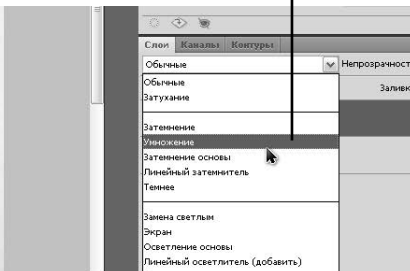 Слои Каналы Контуры
Обычные Непрозрачност
Обычные Заливк
Затухание
Затемнение
Умножение
Затемнение основы
Линейный затемнитель
Темнее
Замена светлым
Экран
Осветление основы
Линейный осветлитель (добавить)